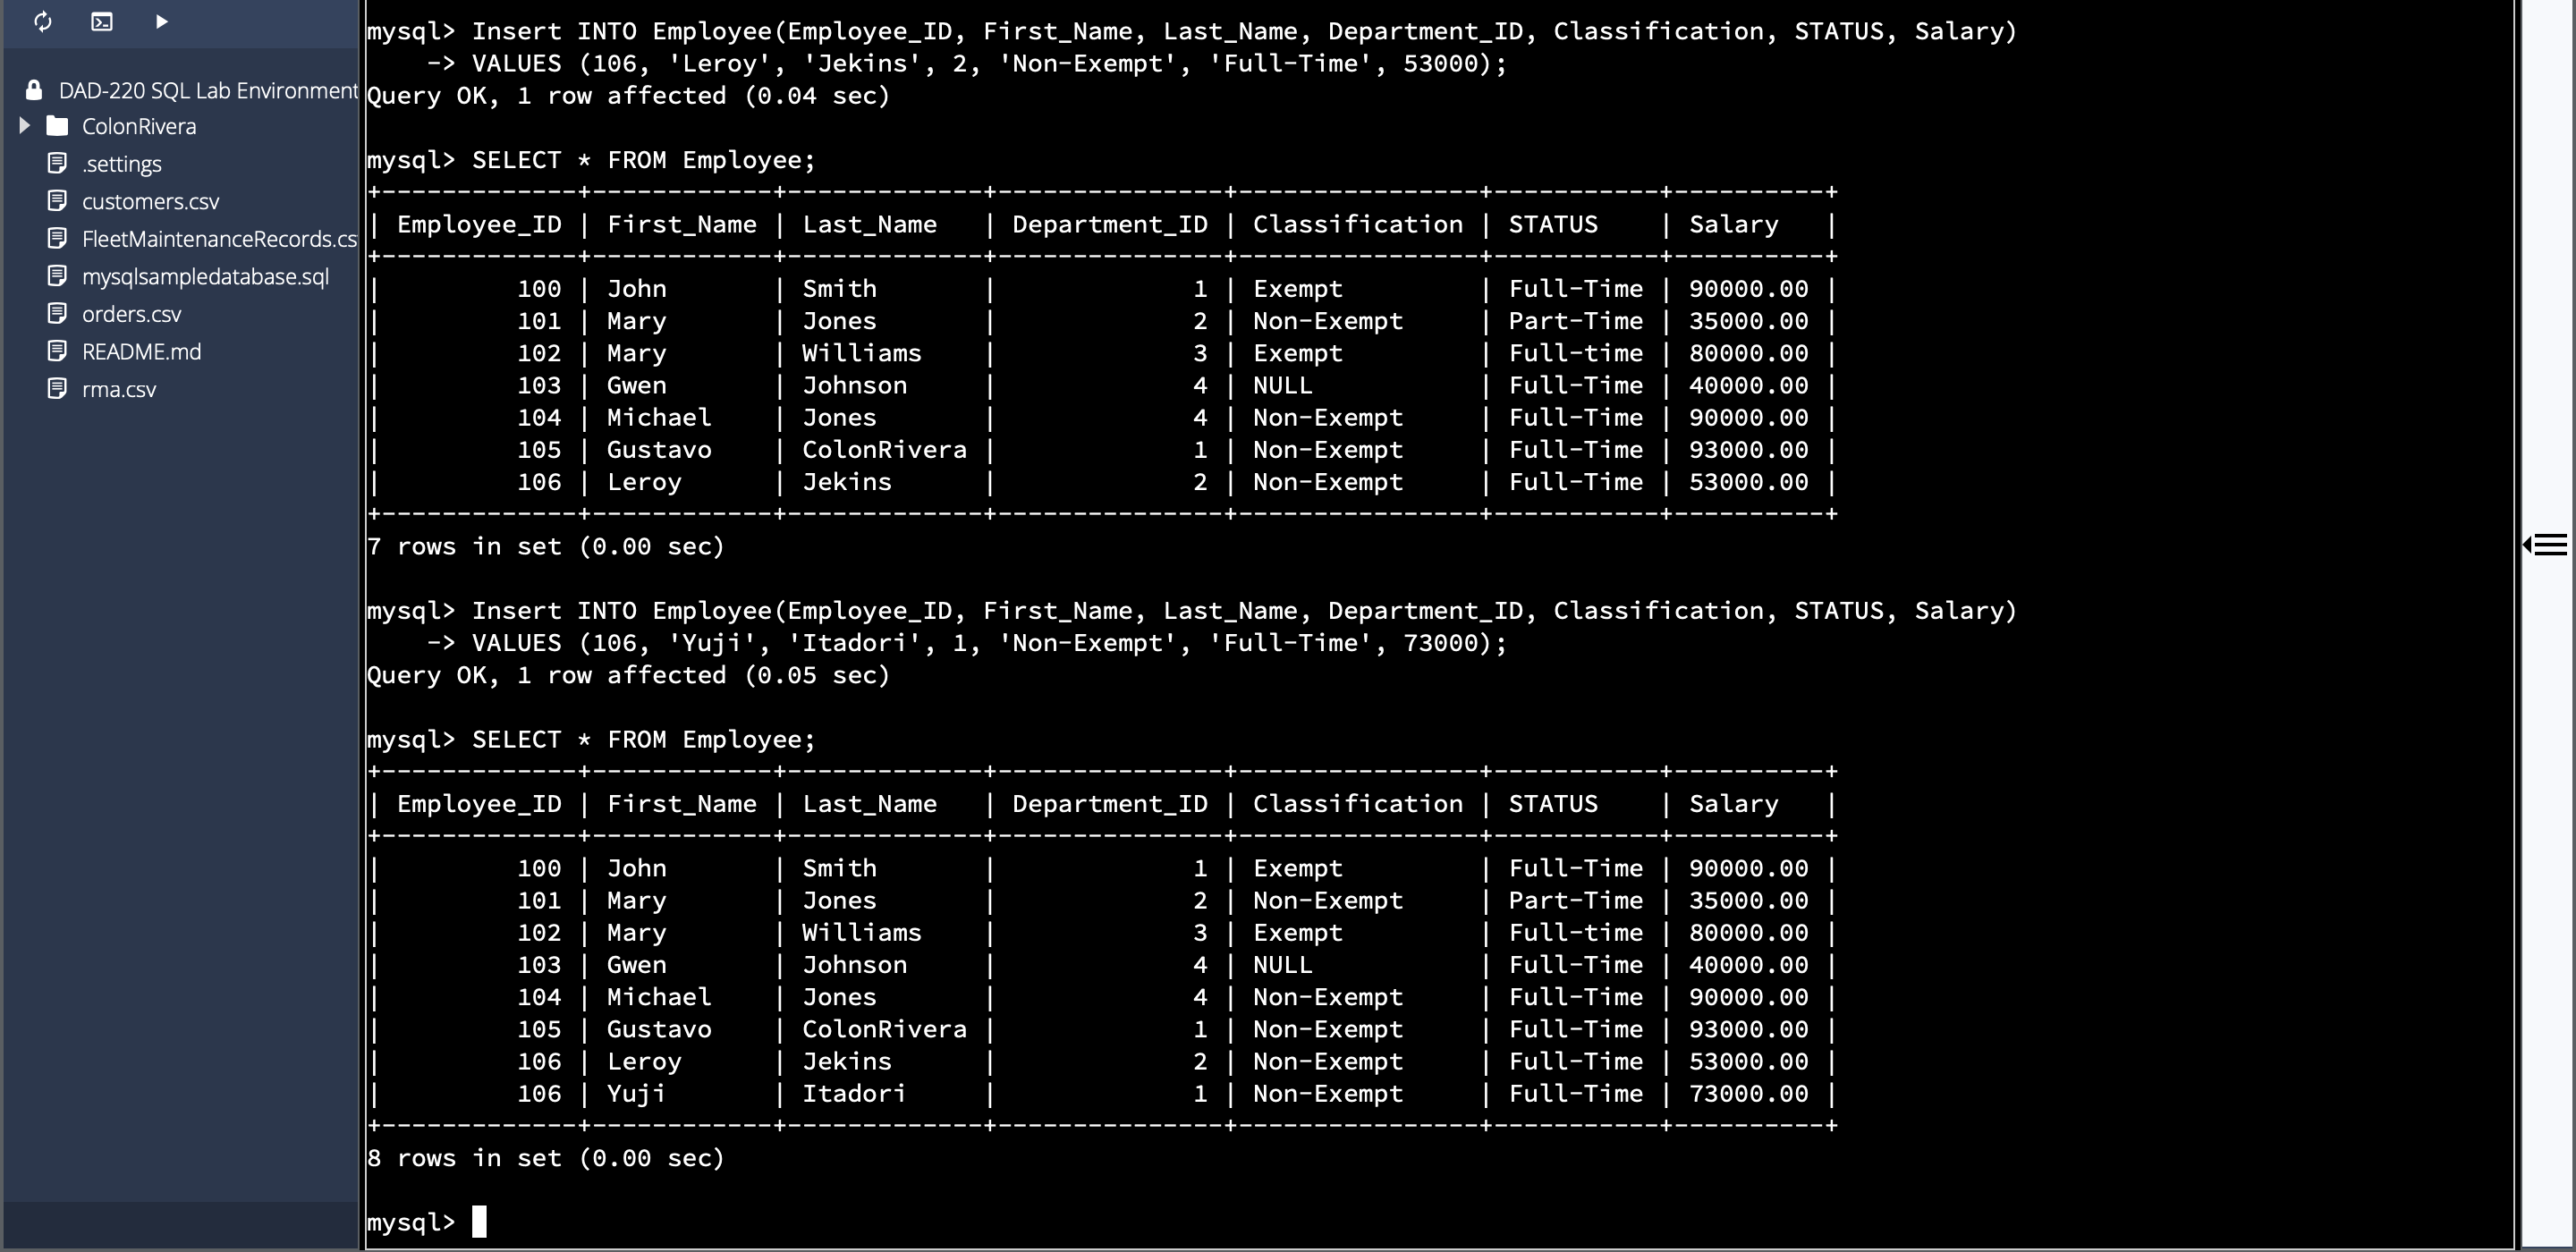 DAD-220 SQL Lab Environment
ColonRivera
.settings
customers.csv
FleetMaintenanceRecords.cs
mysqlsampledatabase.sql
orders.csv
README.md
rma.csv
mysql> Insert INTO Employee(Employee_ID, First_Name, Last_Name, Department_ID, Classification, STATUS, Salary)
    -> VALUES (106, 'Leroy', 'Jekins', 2, 'Non-Exempt', 'Full-Time', 53000);
Query OK, 1 row affected (0.04 sec)
mysql> SELECT * FROM Employee;
+-------------+------------+-------------+---------------+----------------+-----------+----------+
| Employee_ID | First_Name | Last_Name   | Department_ID | Classification | STATUS    | Salary   |
+-------------+------------+-------------+---------------+----------------+-----------+----------+
|         100 | John       | Smith       |             1 | Exempt         | Full-Time | 90000.00 |
|         101 | Mary       | Jones       |             2 | Non-Exempt     | Part-Time | 35000.00 |
|         102 | Mary       | Williams    |             3 | Exempt         | Full-time | 80000.00 |
|         103 | Gwen       | Johnson     |             4 | NULL           | Full-Time | 40000.00 |
|         104 | Michael    | Jones       |             4 | Non-Exempt     | Full-Time | 90000.00 |
|         105 | Gustavo    | ColonRivera |             1 | Non-Exempt     | Full-Time | 93000.00 |
|         106 | Leroy      | Jekins      |             2 | Non-Exempt     | Full-Time | 53000.00 |
+-------------+------------+-------------+---------------+----------------+-----------+----------+
7 rows in set (0.00 sec)
mysql> Insert INTO Employee(Employee_ID, First_Name, Last_Name, Department_ID, Classification, STATUS, Salary)
    -> VALUES (106, 'Yuji', 'Itadori', 1, 'Non-Exempt', 'Full-Time', 73000);
Query OK, 1 row affected (0.05 sec)
mysql> SELECT * FROM Employee;
+-------------+------------+-------------+---------------+----------------+-----------+----------+
| Employee_ID | First_Name | Last_Name   | Department_ID | Classification | STATUS    | Salary   |
+-------------+------------+-------------+---------------+----------------+-----------+----------+
|         100 | John       | Smith       |             1 | Exempt         | Full-Time | 90000.00 |
|         101 | Mary       | Jones       |             2 | Non-Exempt     | Part-Time | 35000.00 |
|         102 | Mary       | Williams    |             3 | Exempt         | Full-time | 80000.00 |
|         103 | Gwen       | Johnson     |             4 | NULL           | Full-Time | 40000.00 |
|         104 | Michael    | Jones       |             4 | Non-Exempt     | Full-Time | 90000.00 |
|         105 | Gustavo    | ColonRivera |             1 | Non-Exempt     | Full-Time | 93000.00 |
|         106 | Leroy      | Jekins      |             2 | Non-Exempt     | Full-Time | 53000.00 |
|         106 | Yuji       | Itadori     |             1 | Non-Exempt     | Full-Time | 73000.00 |
+-------------+------------+-------------+---------------+----------------+-----------+----------+
8 rows in set (0.00 sec)
mysql>